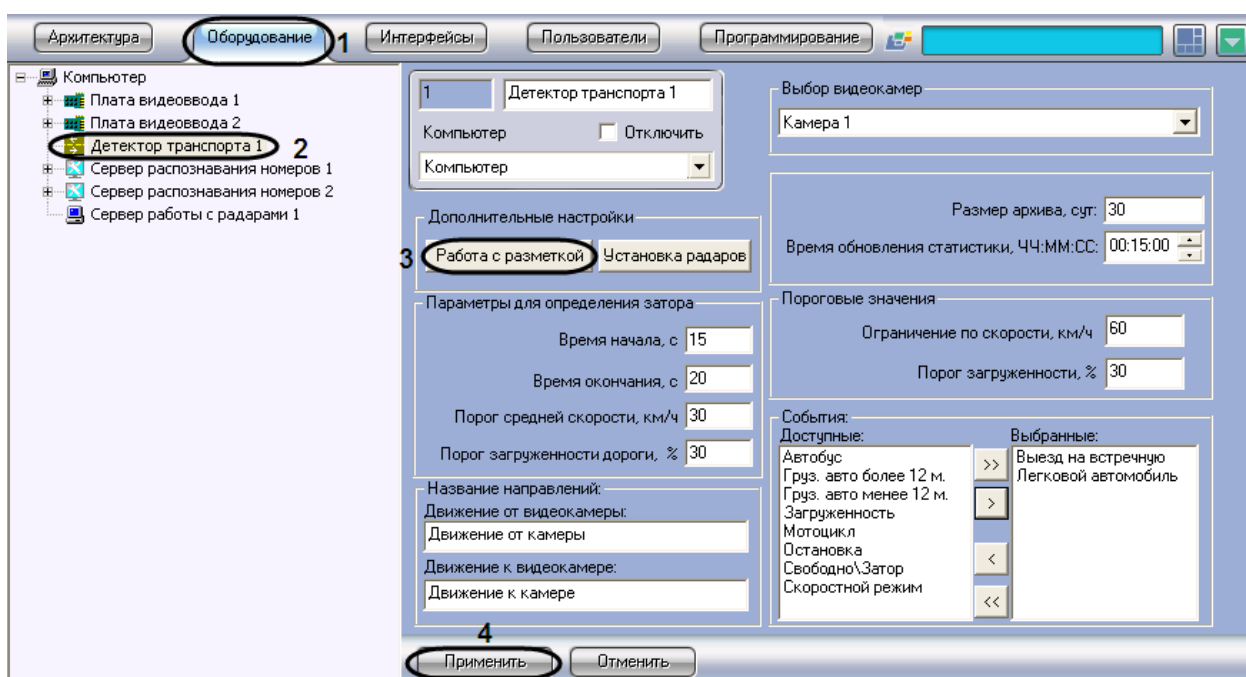 Архитектура
Оборудование
1
Интерфейсы
Пользователи
Программирование
Компьютер
Плата видеоввода 1
Плата видеоввода 2
Детектор транспорта 1
2
Сервер распознавания номеров 1
Сервер распознавания номеров 2
Сервер работы с радарами 1
1
Детектор транспорта 1
Компьютер
Отключить
Компьютер
Дополнительные настройки
3
Работа с разметкой
Установка радаров
Параметры для определения затора
Время начала, с 15
Время окончания, с 20
Порог средней скорости, км/ч 30
Порог загруженности дороги, % 30
Название направлений:
Движение от видеокамеры:
Движение от камеры
Движение к видеокамере:
Движение к камере
Выбор видеокамер
Камера 1
Размер архива, сут: 30
Время обновления статистики, ЧЧ:ММ:СС: 00:15:00
Пороговые значения
Ограничение по скорости, км/ч 60
Порог загруженности, % 30
События:
Доступные:
Автобус
Груз. авто более 12 м.
Груз. авто менее 12 м.
Загруженность
Мотоцикл
Остановка
Свободно\Затор
Скоростной режим
>>
>
<
<<
Выбранные:
Выезд на встречную
Легковой автомобиль
4
Применить
Отменить